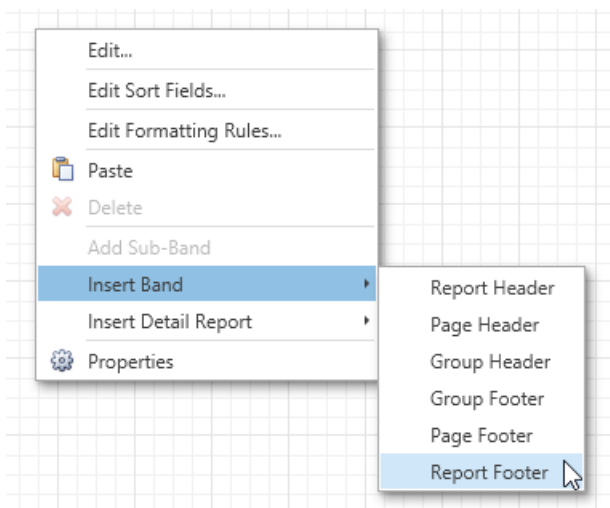 Edit...
Edit Sort Fields...
Edit Formatting Rules...
Paste
Delete
Add Sub-Band
Insert Band
Insert Detail Report
Properties
Report Header
Page Header
Group Header
Group Footer
Page Footer
Report Footer